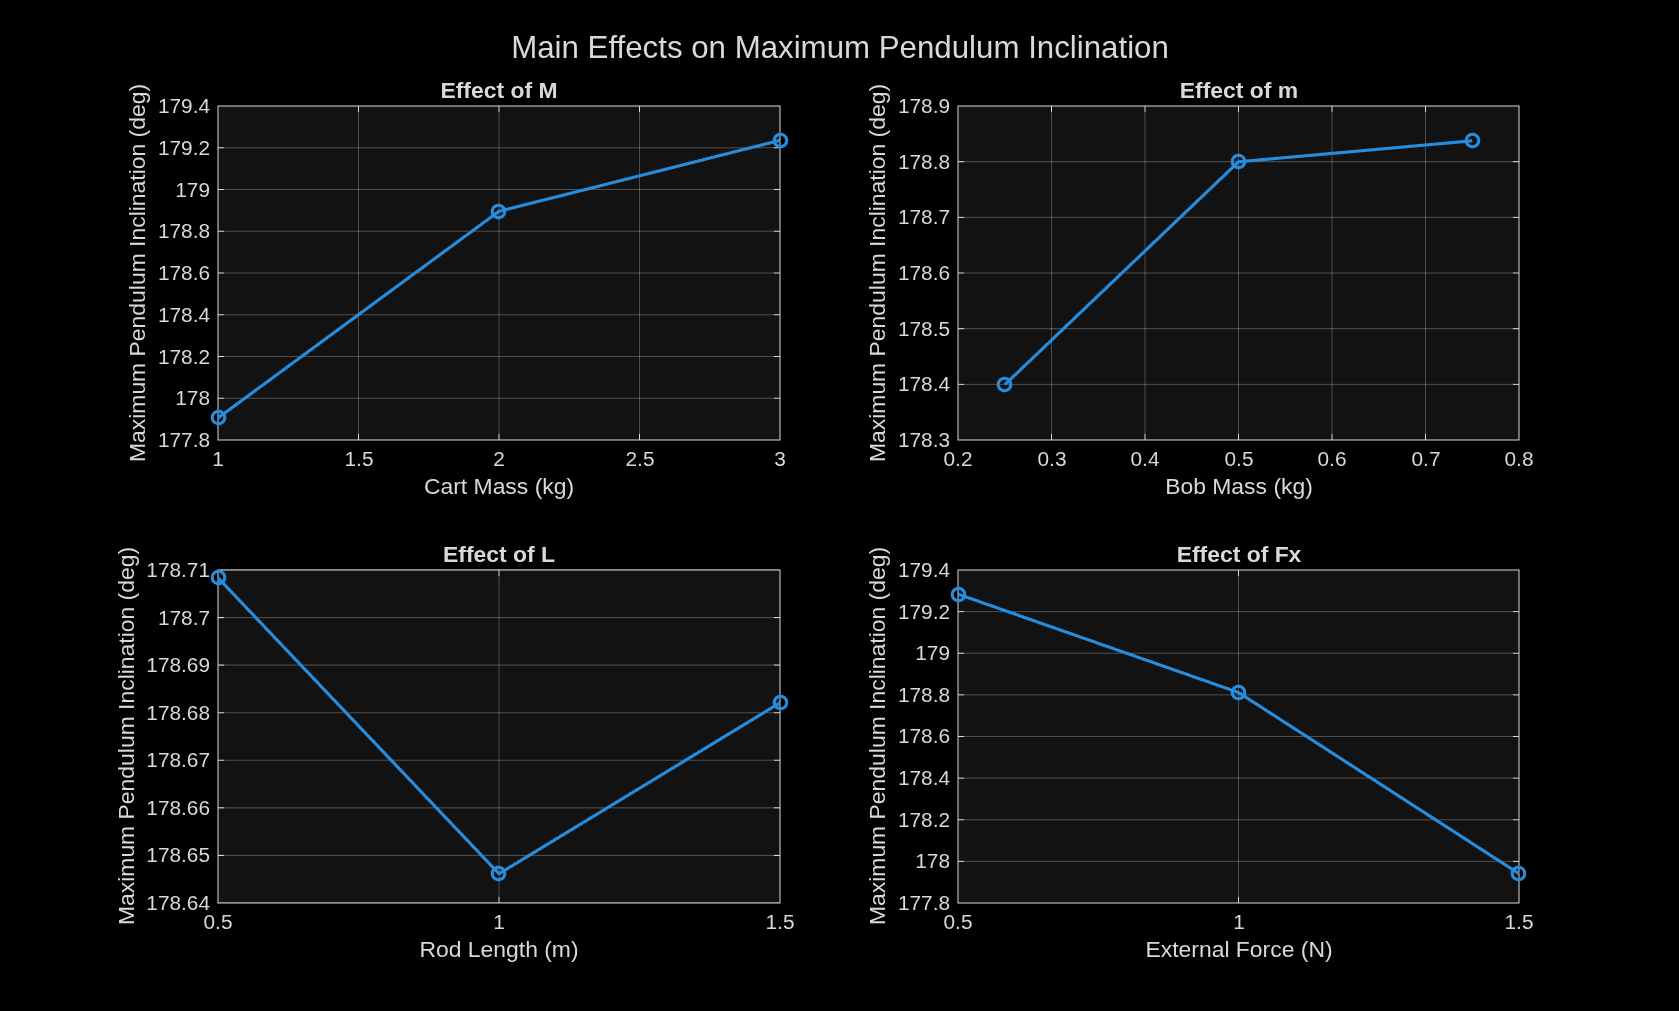 Main Effects on Maximum Pendulum Inclination
Effect of M
Maximum Pendulum Inclination (deg)
179.4
179.2
179
178.8
178.6
178.4
178.2
178
177.8
1 1.5 2 2.5 3
Cart Mass (kg)
Effect of m
Maximum Pendulum Inclination (deg)
178.9
178.8
178.7
178.6
178.5
178.4
178.3
0.2 0.3 0.4 0.5 0.6 0.7 0.8
Bob Mass (kg)
Effect of L
Maximum Pendulum Inclination (deg)
178.71
178.7
178.69
178.68
178.67
178.66
178.65
178.64
0.5 1 1.5
Rod Length (m)
Effect of Fx
Maximum Pendulum Inclination (deg)
179.4
179.2
179
178.8
178.6
178.4
178.2
178
177.8
0.5 1 1.5
External Force (N)